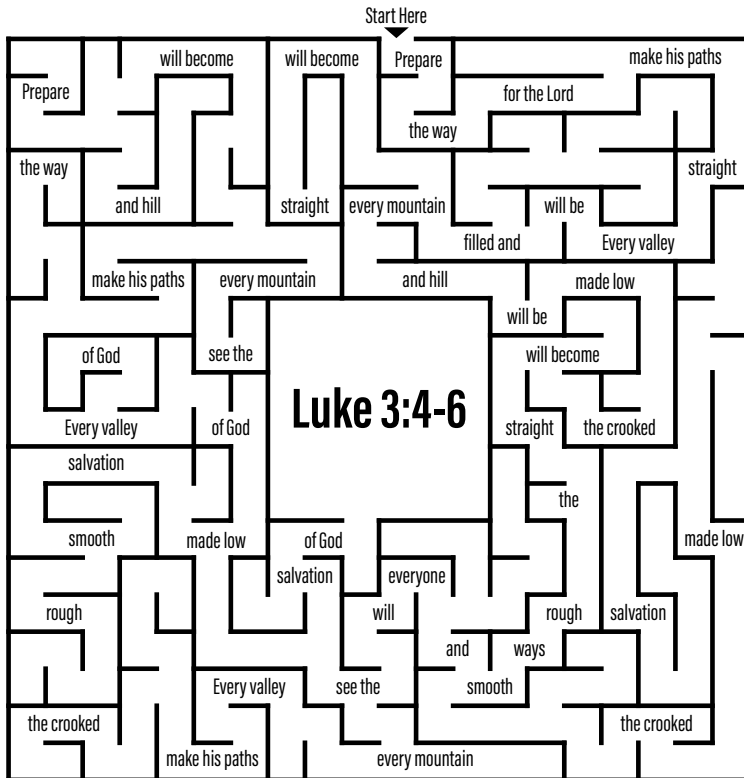 Start Here
will become
will become
Prepare
make his paths
Prepare
for the Lord
the way
the way
straight
and hill
straight
every mountain
will be
filled and
Every valley
make his paths
every mountain
and hill
made low
will be
of God
see the
will become
Luke 3:4-6
Every valley
of God
straight
the crooked
salvation
the
smooth
made low
of God
made low
salvation
everyone
rough
will
rough
salvation
and
ways
Every valley
see the
smooth
the crooked
the crooked
make his paths
every mountain